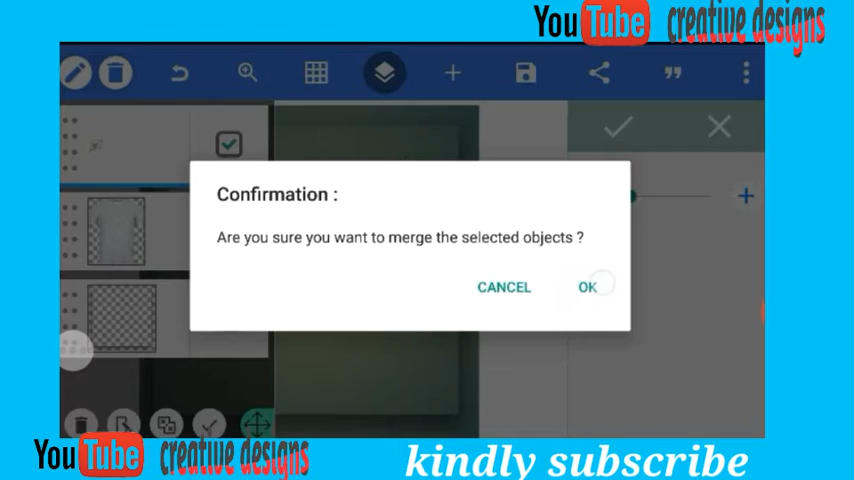 YouTube creative designs
Confirmation :
Are you sure you want to merge the selected objects ?
CANCEL OK
YouTube creative designs
kindly subscribe